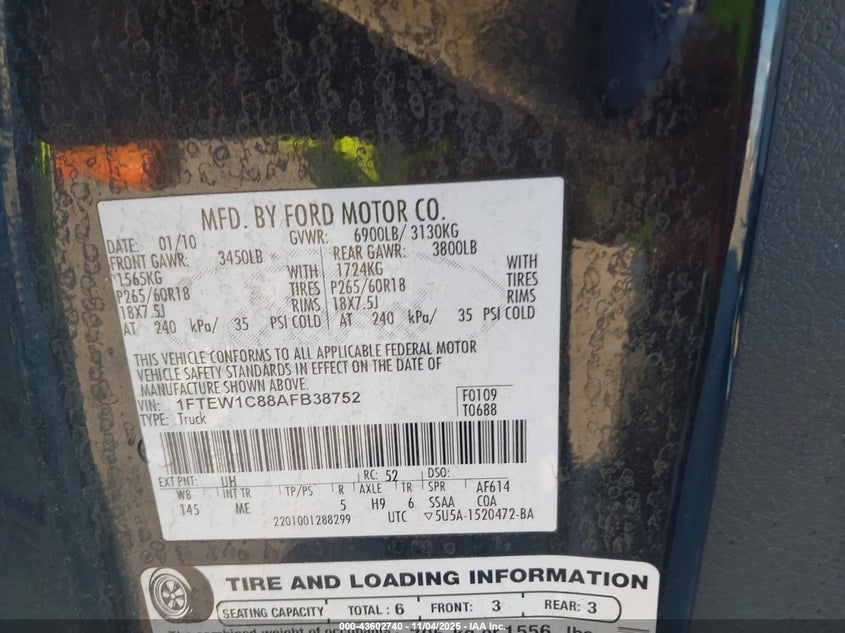 MFD. BY FORD MOTOR CO.
DATE: 01/10 GVWR: 6900LB/ 3130KG
FRONT GAWR: 3450LB REAR GAWR: 3800LB
1565KG WITH 1724KG WITH
P265/60R18 TIRES P265/60R18 TIRES
18X7.5J RIMS 18X7.5J RIMS
AT 240 kPa/ 35 PSI COLD AT 240 kPa/ 35 PSI COLD
THIS VEHICLE CONFORMS TO ALL APPLICABLE FEDERAL MOTOR
VEHICLE SAFETY STANDARDS IN EFFECT ON THE DATE OF
MANUFACTURE SHOWN ABOVE.
VIN: 1FTEW1C88AFB38752 F0109
TYPE: Truck T0688
EXT PNT: UH RC: 52 DSO:
WB INT TR TP/PS R AXLE TR SPR AF614
145 ME 5 H9 6 SSAA COA
2201001288299 UTC ▽5U5A-1520472-BA
TIRE AND LOADING INFORMATION
SEATING CAPACITY TOTAL: 6 FRONT: 3 REAR: 3
000-43602740 - 11/04/2025 - IAA Inc.